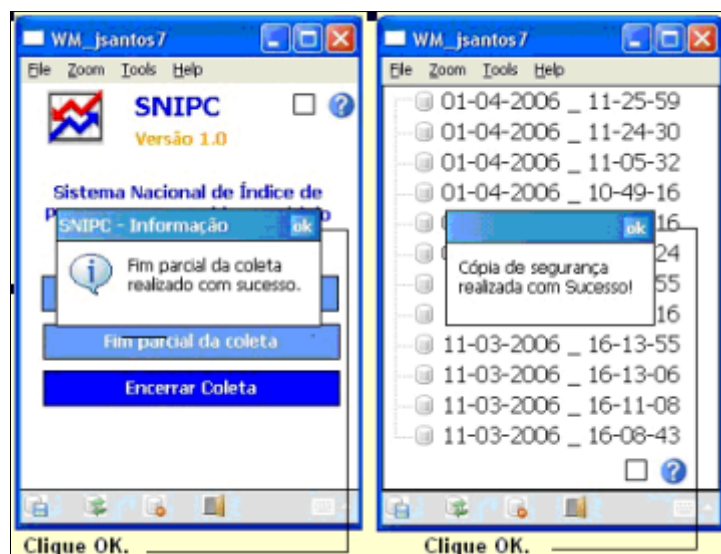 WM_jsantos7
File Zoom Tools Help
SNIPC
Versão 1.0
Sistema Nacional de Índice de
SNIPC - Informação ok
Fim parcial da coleta
realizado com sucesso.
Fim parcial da coleta
Encerrar Coleta
Clique OK.
WM_jsantos7
File Zoom Tools Help
01-04-2006 _ 11-25-59
01-04-2006 _ 11-24-30
01-04-2006 _ 11-05-32
01-04-2006 _ 10-49-16
16
24
55
16
ok
Cópia de segurança
realizada com Sucesso!
11-03-2006 _ 16-13-55
11-03-2006 _ 16-13-06
11-03-2006 _ 16-11-08
11-03-2006 _ 16-08-43
Clique OK.